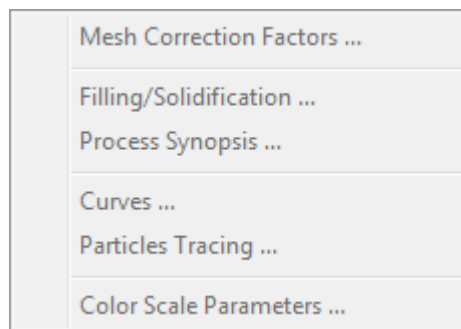 Mesh Correction Factors ...
Filling/Solidification ...
Process Synopsis ...
Curves ...
Particles Tracing ...
Color Scale Parameters ...